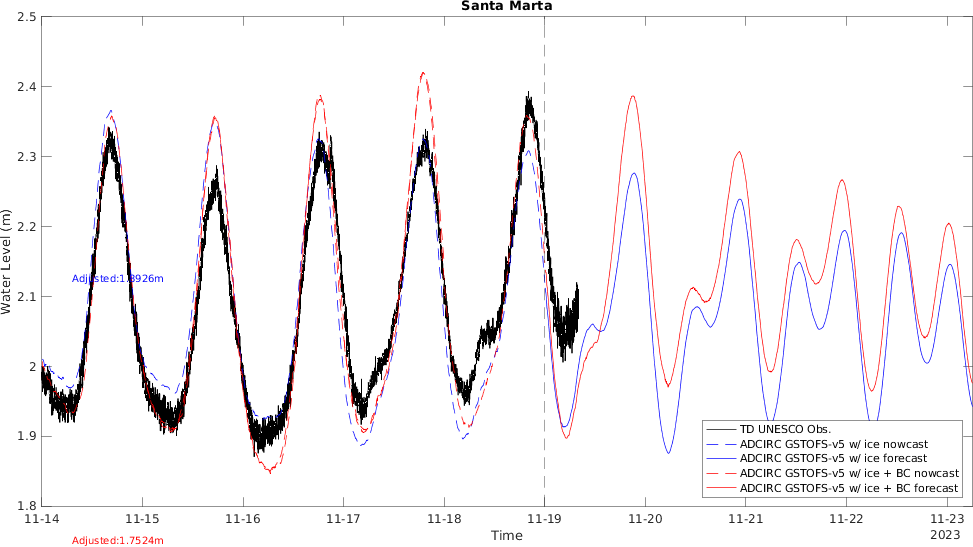 Santa Marta
2.5
2.4
2.3
2.2
2.1
2
1.9
1.8
Water Level (m)
Adjusted:1.8926m
TD UNESCO Obs.
ADCIRC GSTOFS-v5 w/ ice nowcast
ADCIRC GSTOFS-v5 w/ ice forecast
ADCIRC GSTOFS-v5 w/ ice + BC nowcast
ADCIRC GSTOFS-v5 w/ ice + BC forecast
11-14 11-15 11-16 11-17 11-18 11-19 11-20 11-21 11-22 11-23
Time
2023
Adjusted:1.7524m